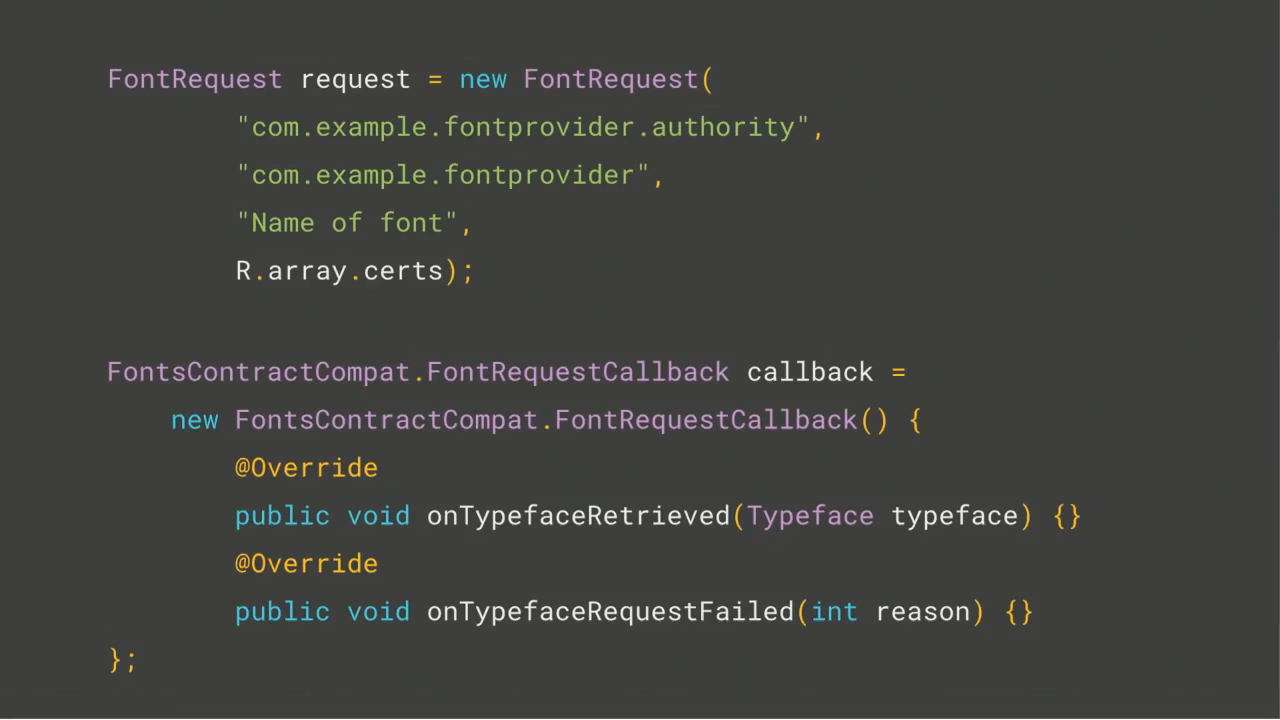 FontRequest request = new FontRequest(
"com.example.fontprovider.authority",
"com.example.fontprovider",
"Name of font",
R.array.certs);
FontsContractCompat.FontRequestCallback callback =
new FontsContractCompat.FontRequestCallback() {
@Override
public void onTypefaceRetrieved(Typeface typeface) {}
@Override
public void onTypefaceRequestFailed(int reason) {}
};